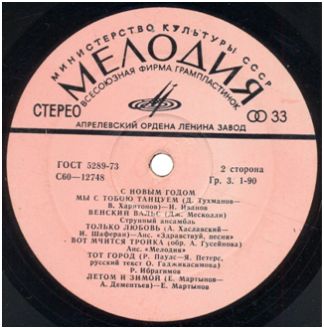 МИНИСТЕРСТВО КУЛЬТУРЫ СССР
МЕЛОДИЯ
ВСЕСОЮЗНАЯ ФИРМА ГРАМПЛАСТИНОК
СТЕРЕО
33
АПРЕЛЕВСКИЙ ОРДЕНА ЛЕНИНА ЗАВОД
ГОСТ 5289-73
2 сторона
С60—12748
Гр. 3. 1-90
С НОВЫМ ГОДОМ
МЫ С ТОБОЮ ТАНЦУЕМ (Д. Тухманов—
В. Харитонов)—И. Иванов
ВЕНСКИЙ ВАЛЬС (Дж. Месколли)
Струнный ансамбль
ТОЛЬКО ЛЮБОВЬ (А. Хаславский—
И. Шаферан)—Анс. «Здравствуй, песня»
ВОТ МЧИТСЯ ТРОЙКА (обр. А. Гусейнова)
Анс. «Мелодия»
ТОТ ГОРОД (Р. Паулс—Я. Петерс,
русский текст О. Гаджикасимова)
Р. Ибрагимов
ЛЕТОМ И ЗИМОЙ (Е. Мартынов—
А. Дементьев)—Е. Мартынов